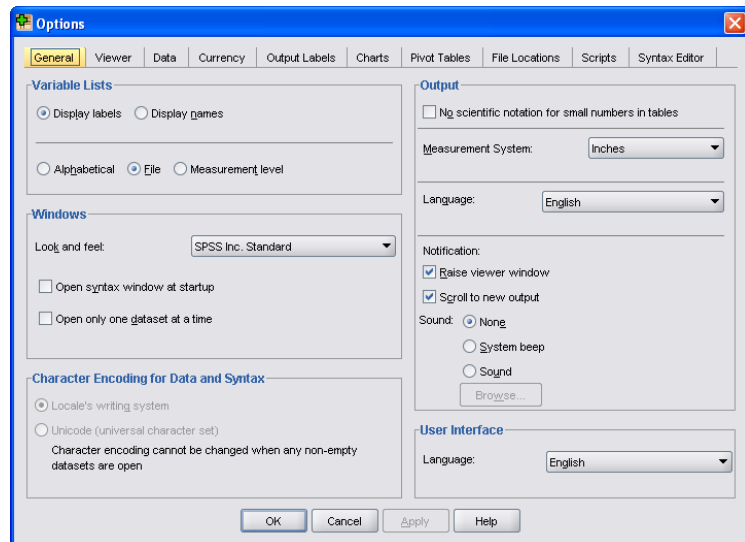 Options
General Viewer Data Currency Output Labels Charts Pivot Tables File Locations Scripts Syntax Editor
Variable Lists
Display labels Display names
Alphabetical File Measurement level
Windows
Look and feel: SPSS Inc. Standard
Open syntax window at startup
Open only one dataset at a time
Character Encoding for Data and Syntax
Locale's writing system
Unicode (universal character set)
Character encoding cannot be changed when any non-empty
datasets are open
Output
No scientific notation for small numbers in tables
Measurement System: Inches
Language: English
Notification:
Raise viewer window
Scroll to new output
Sound: None
System beep
Sound
Browse...
User Interface
Language: English
OK Cancel Apply Help